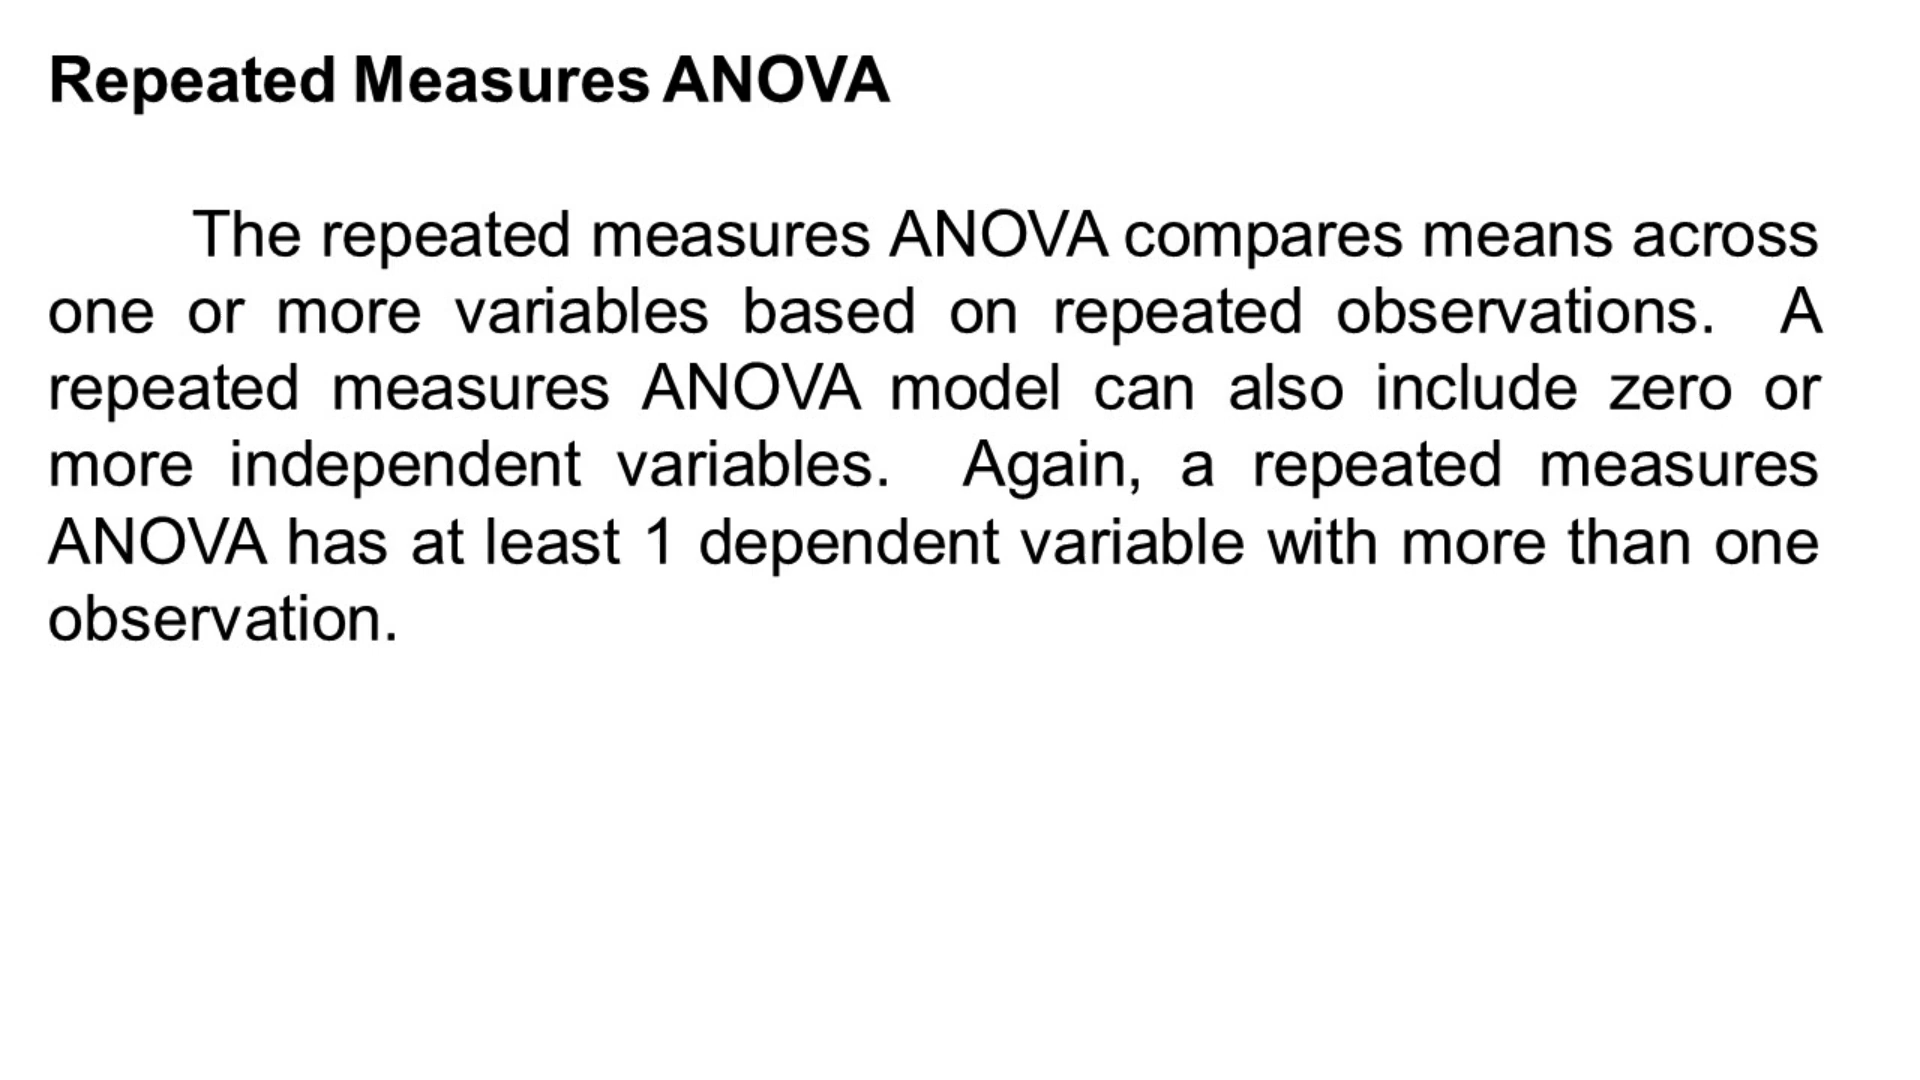 Repeated Measures ANOVA
The repeated measures ANOVA compares means across
one or more variables based on repeated observations. A
repeated measures ANOVA model can also include zero or
more independent variables. Again, a repeated measures
ANOVA has at least 1 dependent variable with more than one
observation.